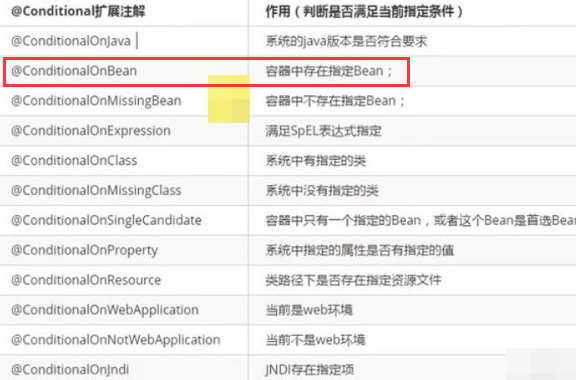 @Conditional扩展注解 作用（判断是否满足当前指定条件）
@ConditionalOnJava 系统的java版本是否符合要求
@ConditionalOnBean 容器中存在指定Bean；
@ConditionalOnMissingBean 容器中不存在指定Bean；
@ConditionalOnExpression 满足SpEL表达式指定
@ConditionalOnClass 系统中有指定的类
@ConditionalOnMissingClass 系统中没有指定的类
@ConditionalOnSingleCandidate 容器中只有一个指定的Bean，或者这个Bean是首选Bean
@ConditionalOnProperty 系统中指定的属性是否有指定的值
@ConditionalOnResource 类路径下是否存在指定资源文件
@ConditionalOnWebApplication 当前是web环境
@ConditionalOnNotWebApplication 当前不是web环境
@ConditionalOnJndi JNDI存在指定项